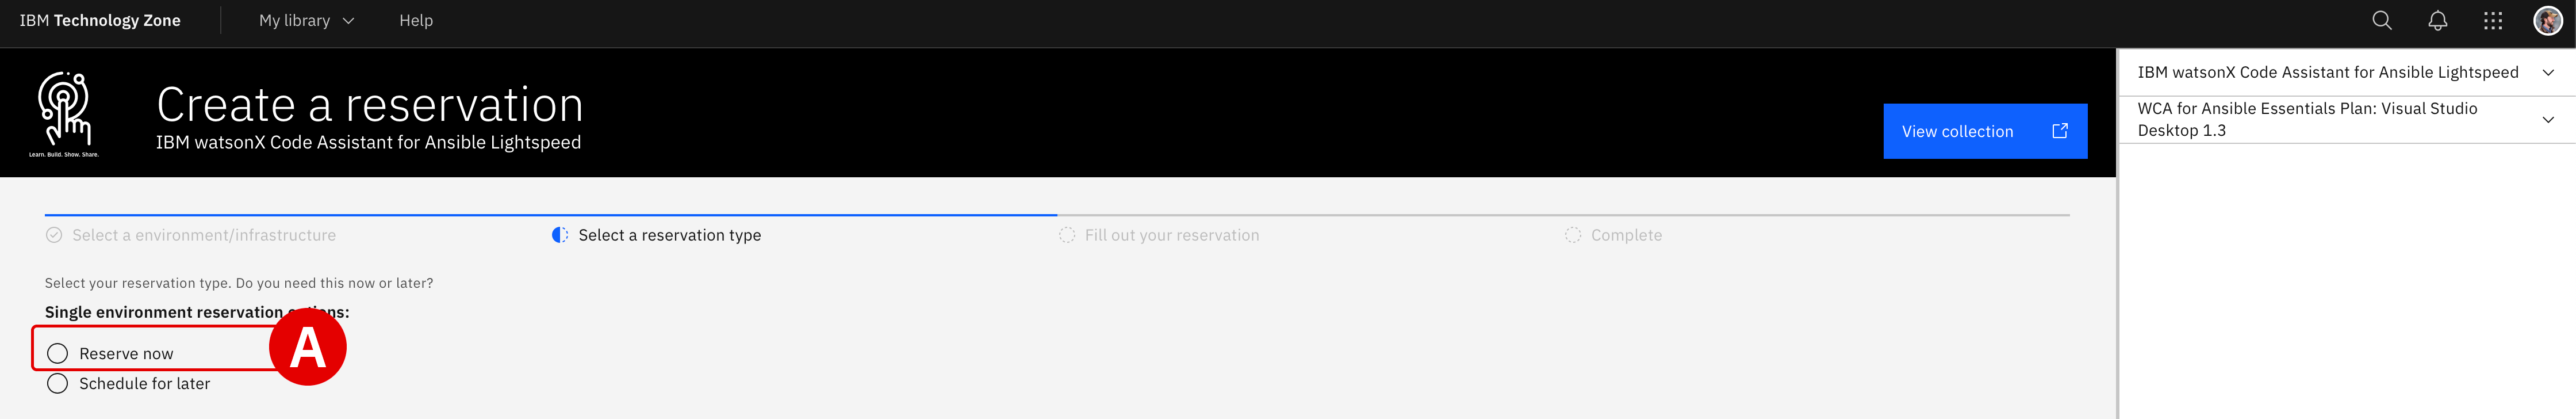 IBM Technology Zone
My library
Help
Learn. Build. Show. Share.
Create a reservation
IBM watsonX Code Assistant for Ansible Lightspeed
View collection
IBM watsonX Code Assistant for Ansible Lightspeed
WCA for Ansible Essentials Plan: Visual Studio
Desktop 1.3
Select a environment/infrastructure
Select a reservation type
Fill out your reservation
Complete
Select your reservation type. Do you need this now or later?
Single environment reservation options:
Reserve now
A
Schedule for later